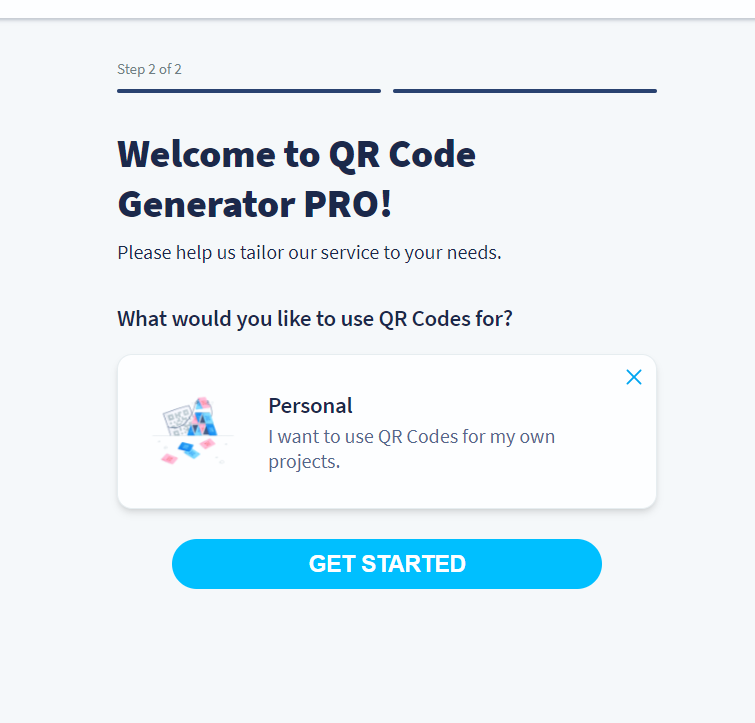 Step 2 of 2
Welcome to QR Code
Generator PRO!
Please help us tailor our service to your needs.
What would you like to use QR Codes for?
Personal
I want to use QR Codes for my own
projects.
GET STARTED